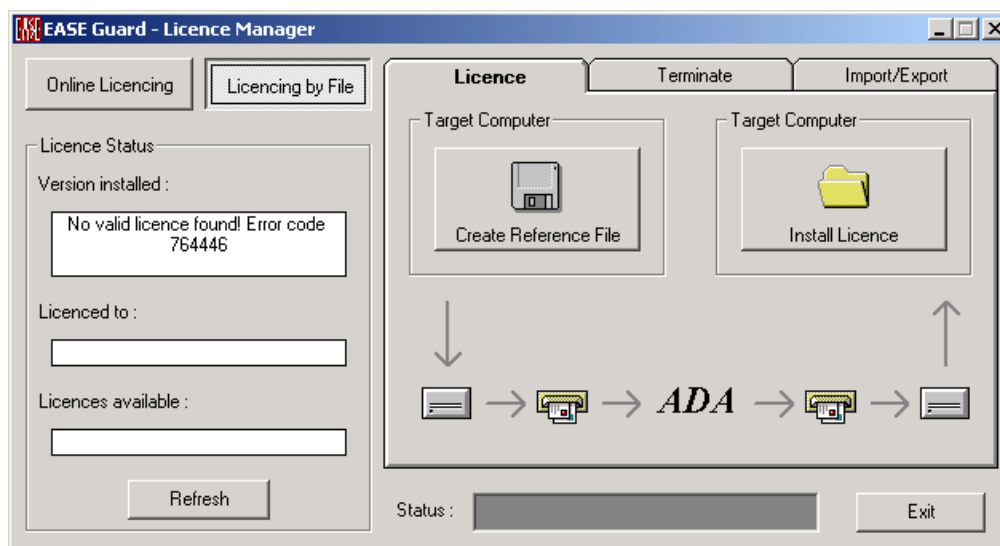 EASE Guard - Licence Manager
Online Licencing
Licencing by File
Licence Status
Version installed :
No valid licence found! Error code
764446
Licenced to :
Licences available :
Refresh
Licence
Terminate
Import/Export
Target Computer
Create Reference File
Target Computer
Install Licence
ADA
Status :
Exit